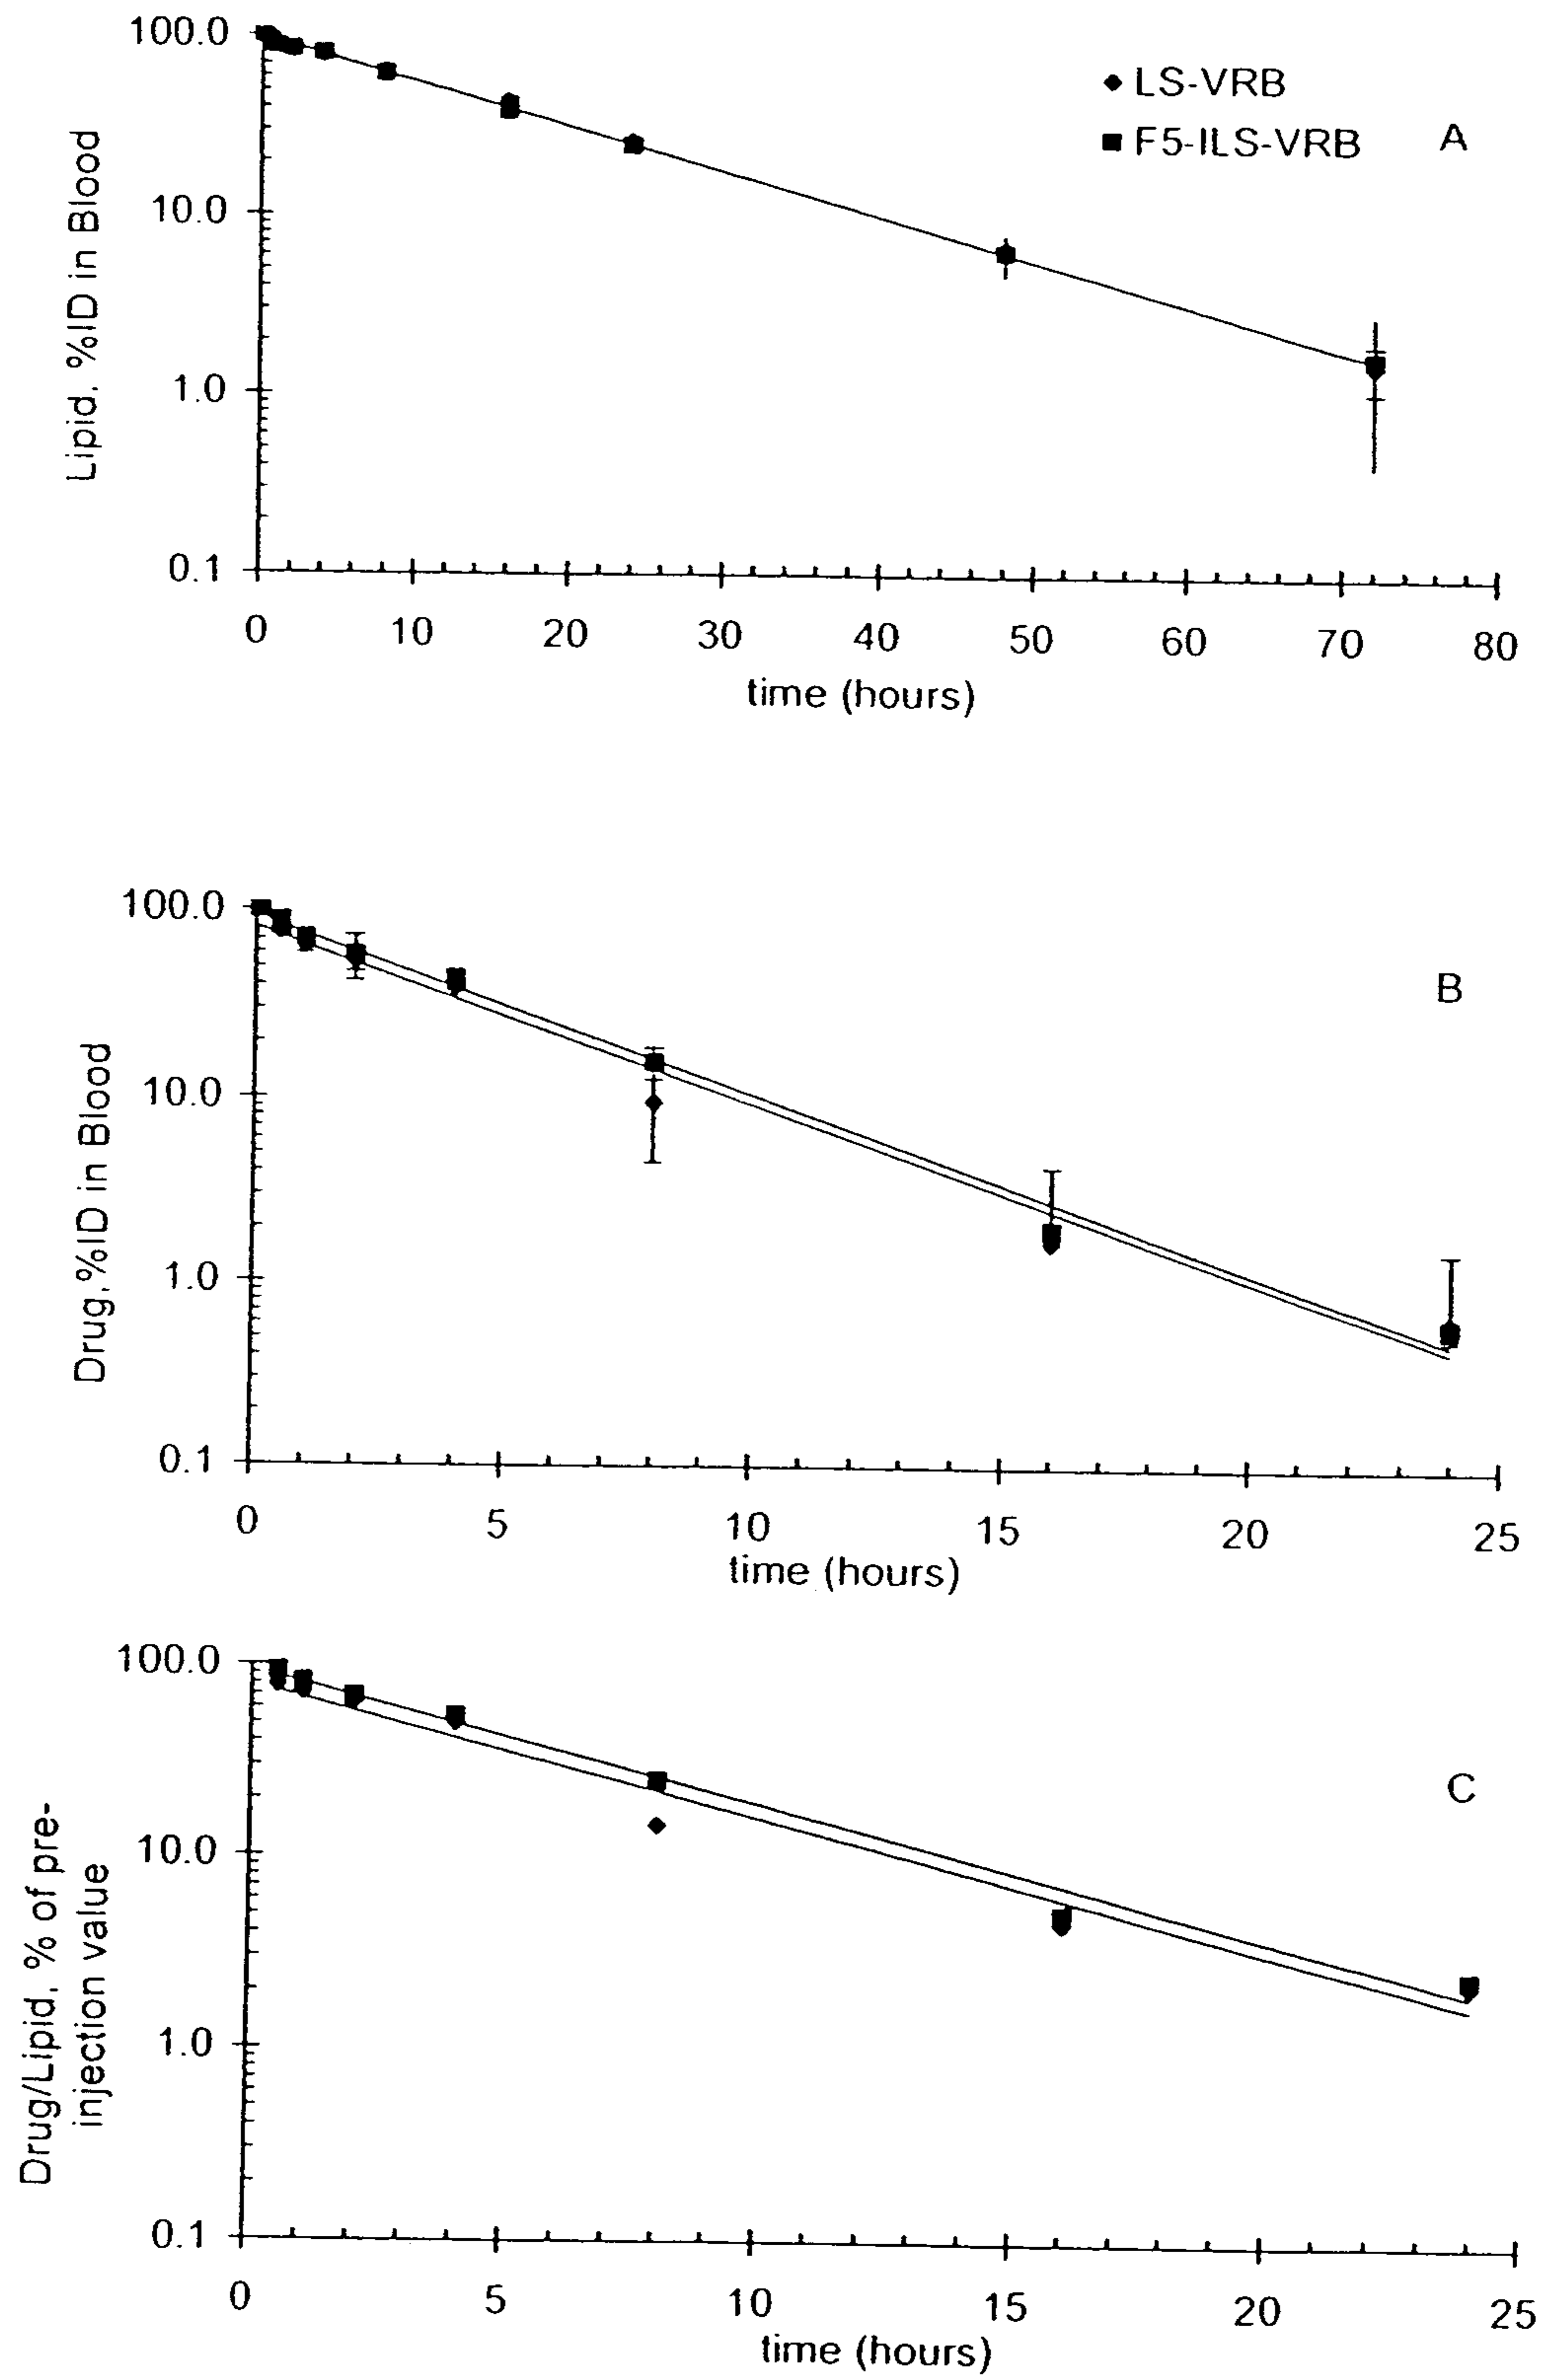 100.0
LS-VRB
F5-ILS-VRB
A
10.0
1.0
0.1
Lipid, %ID in Blood
0 10 20 30 40 50 60 70 80
time (hours)
100.0
B
10.0
1.0
0.1
Drug,%ID in Blood
0 5 10 15 20 25
time (hours)
100.0
C
10.0
1.0
0.1
Drug/Lipid, % of pre-
injection value
0 5 10 15 20 25
time (hours)